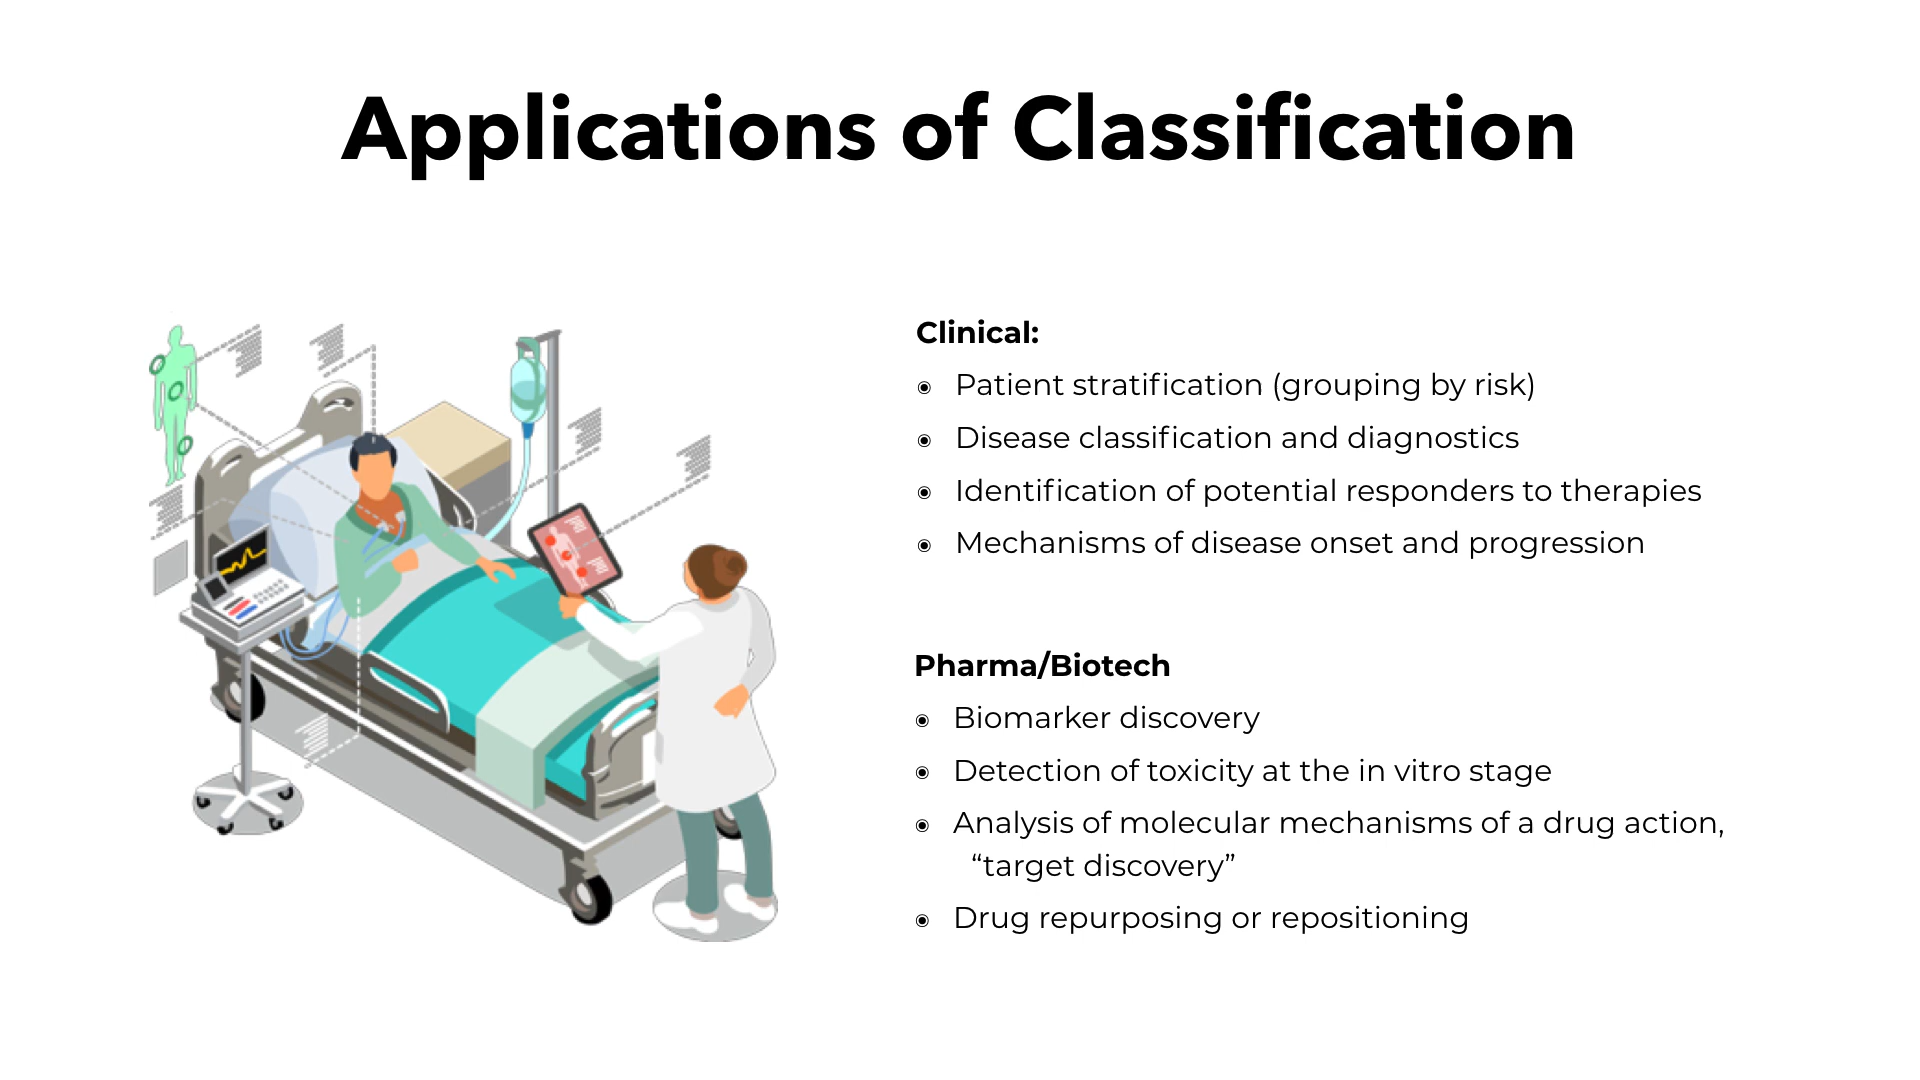 Applications of Classification
Clinical:
◉ Patient stratification (grouping by risk)
◉ Disease classification and diagnostics
◉ Identification of potential responders to therapies
◉ Mechanisms of disease onset and progression
Pharma/Biotech
◉ Biomarker discovery
◉ Detection of toxicity at the in vitro stage
◉ Analysis of molecular mechanisms of a drug action,
“target discovery”
◉ Drug repurposing or repositioning